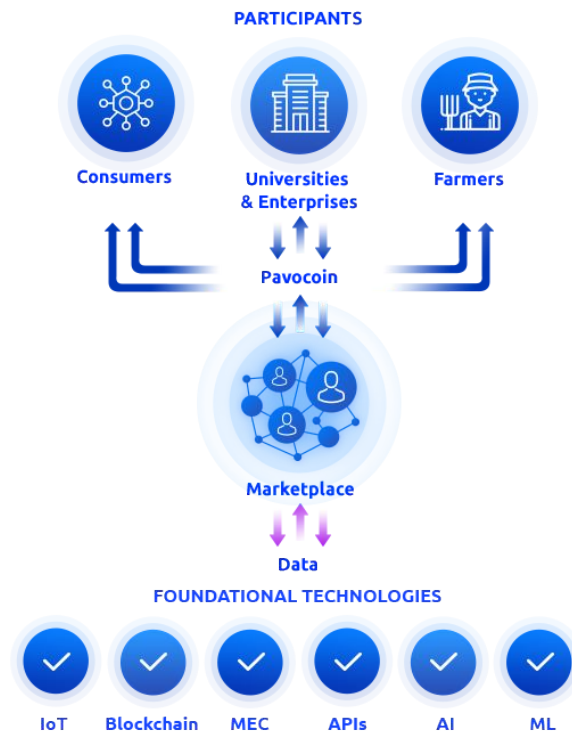 PARTICIPANTS
Consumers
Universities
& Enterprises
Farmers
Pavocoin
Marketplace
Data
FOUNDATIONAL TECHNOLOGIES
IoT
Blockchain
MEC
APIs
AI
ML